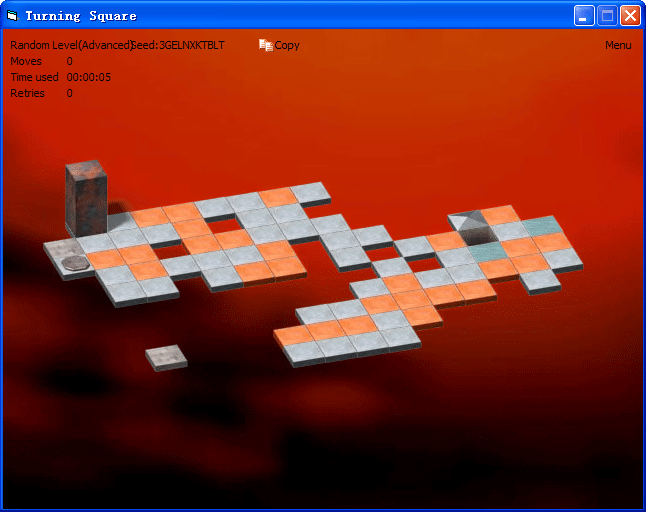 Turning Square
Random Level(Advanced)Seed:3GELNXKTBLT Copy Menu
Moves 0
Time used 00:00:05
Retries 0